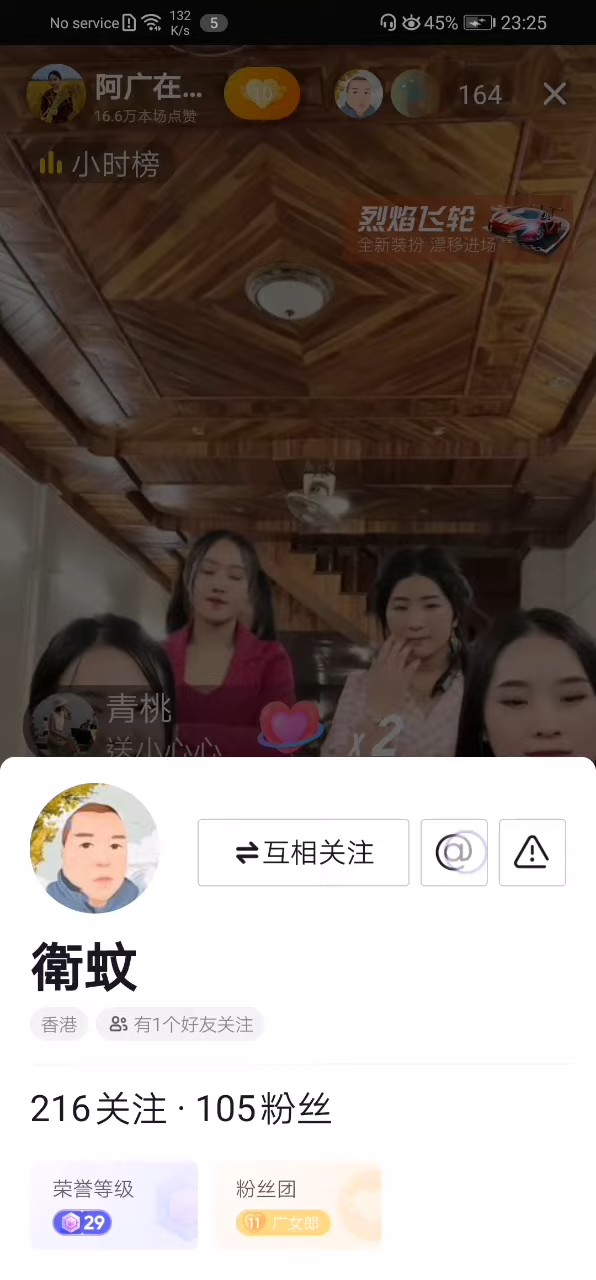 No service
132
K/s
5
45%
23:25
阿广在...
16.6万本场点赞
10
164
小时榜
烈焰飞轮
全新装扮 漂移进场
青桃
送小心心
x2
互相关注
@
衛蚊
香港
有1个好友关注
216关注 · 105粉丝
荣誉等级
粉丝团
29
11 广女郎